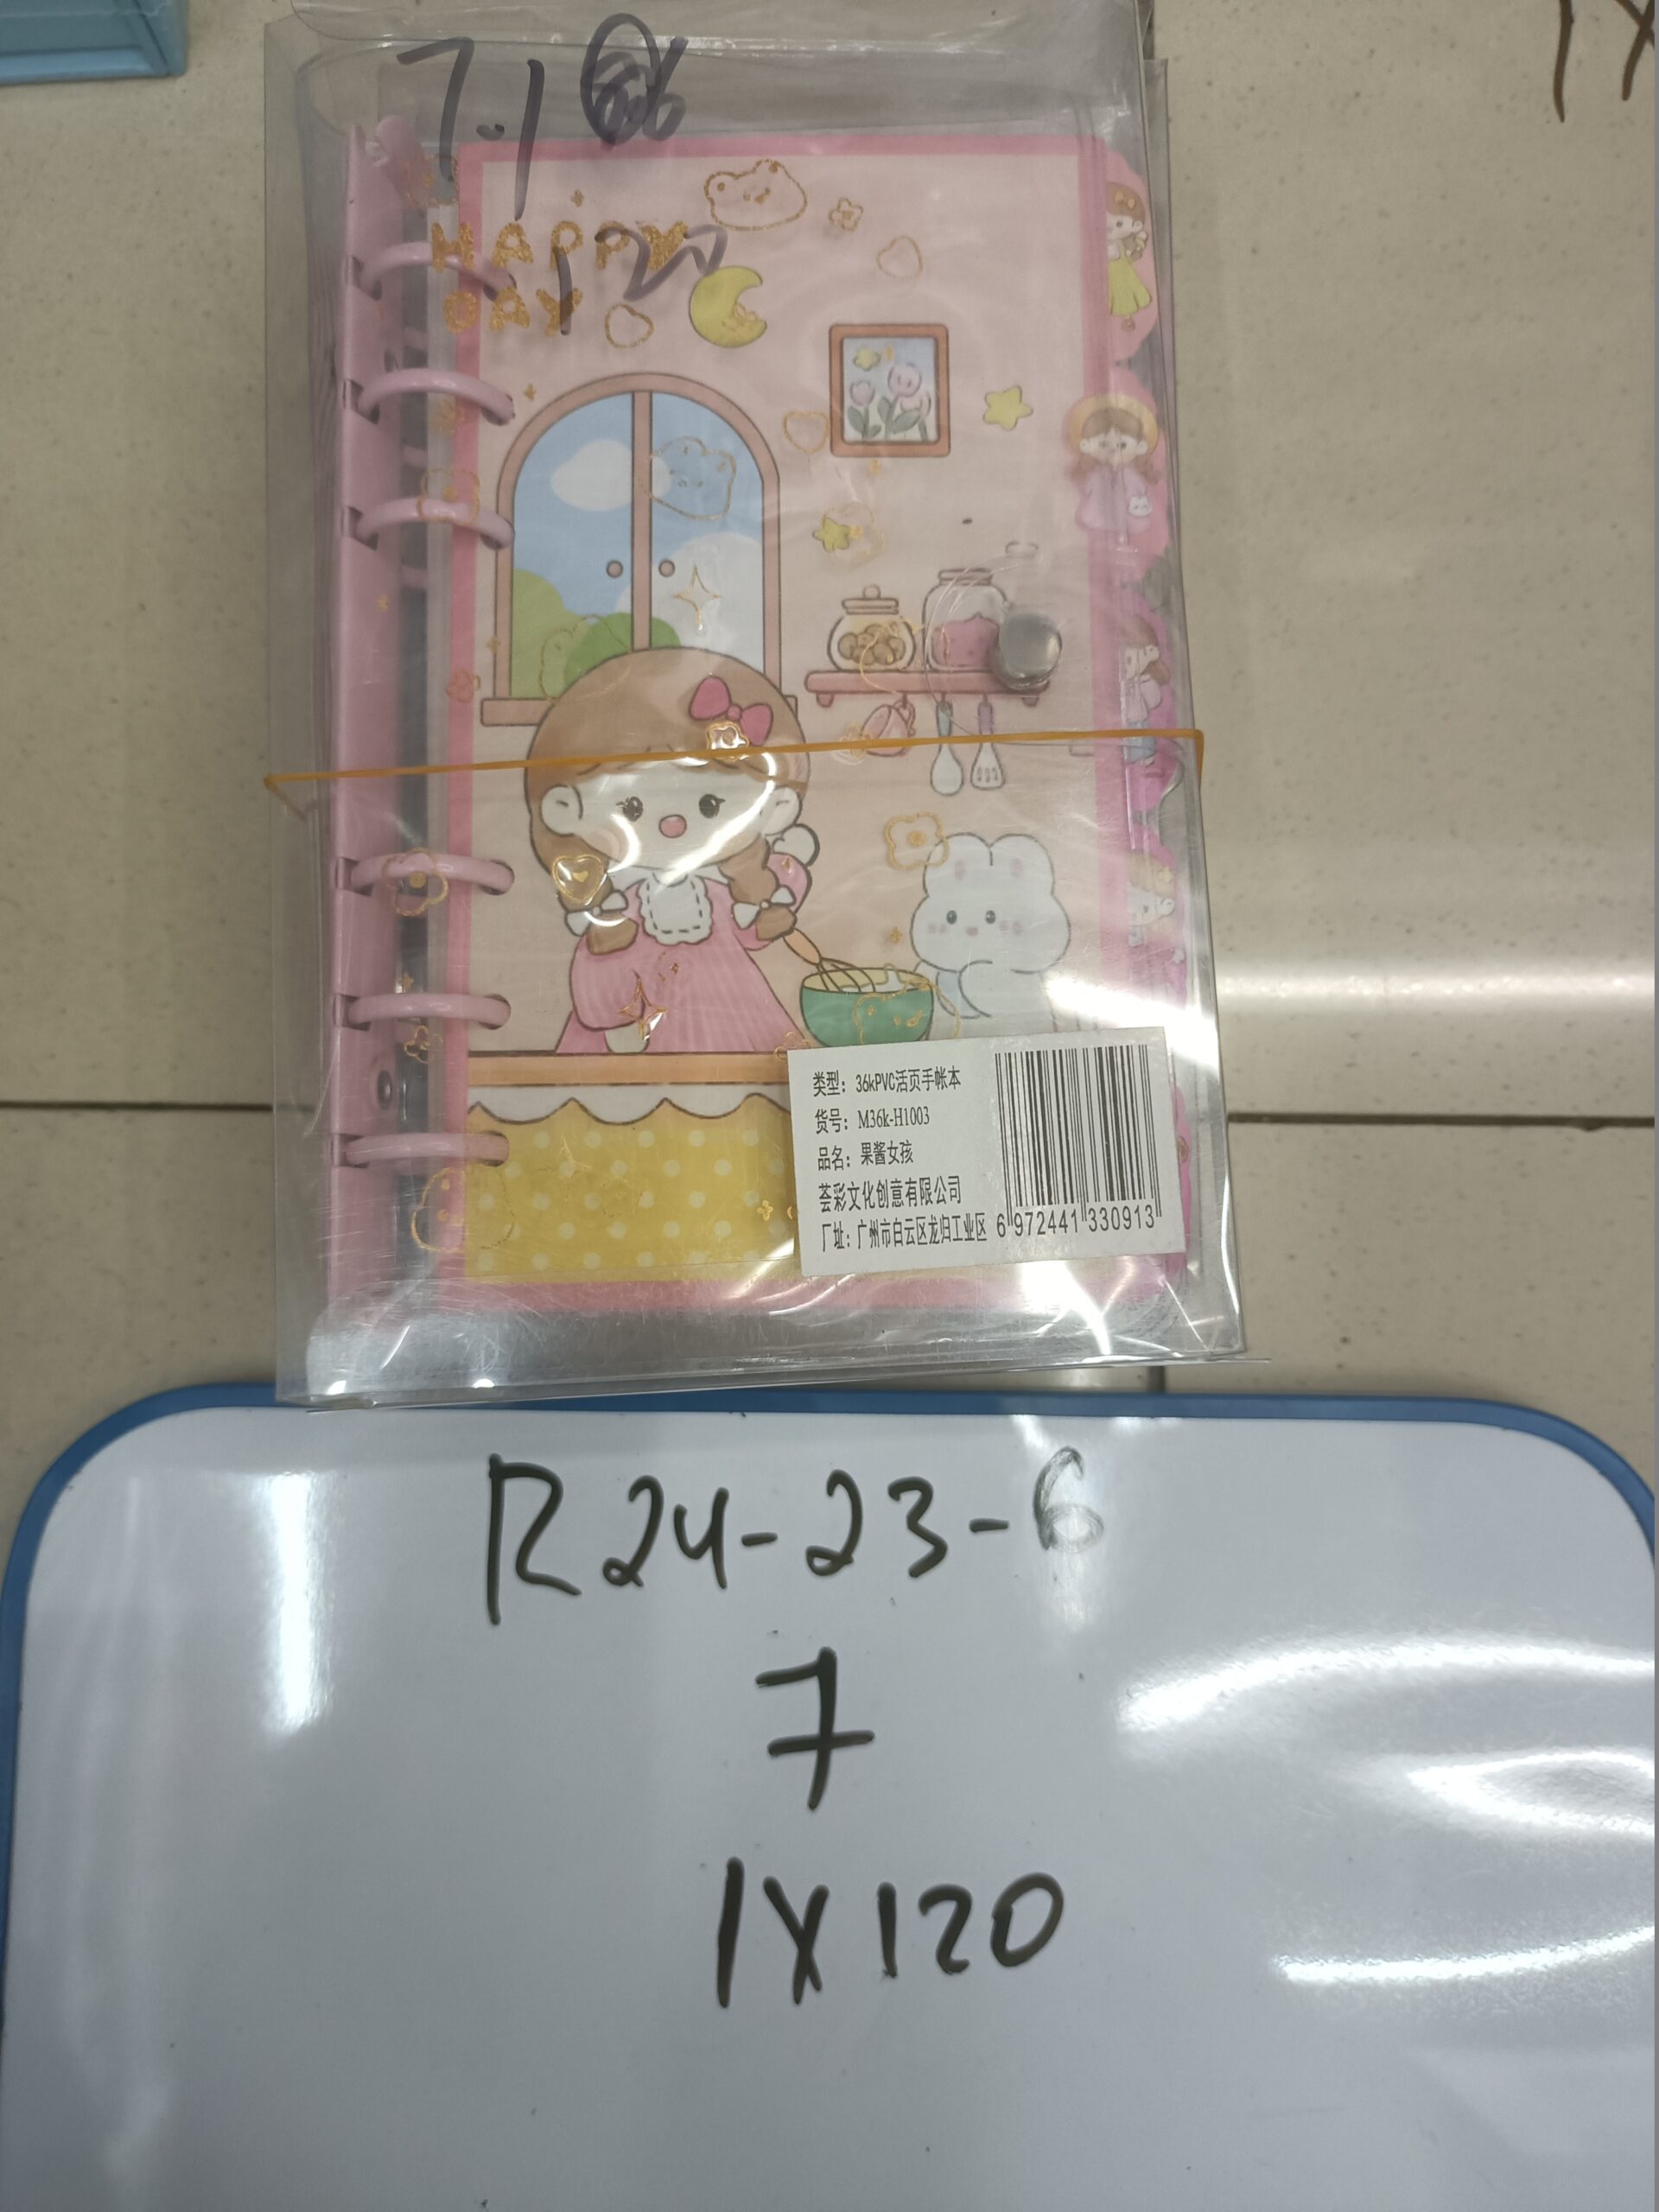 7.1
120
HAPPY
DAY
类型：36kPVC活页手帐本
货号：M36k-H1003
品名：果酱女孩
荟彩文化创意有限公司
厂址：广州市白云区龙归工业区
6 972441 330913
R24-23-6
7
1X120